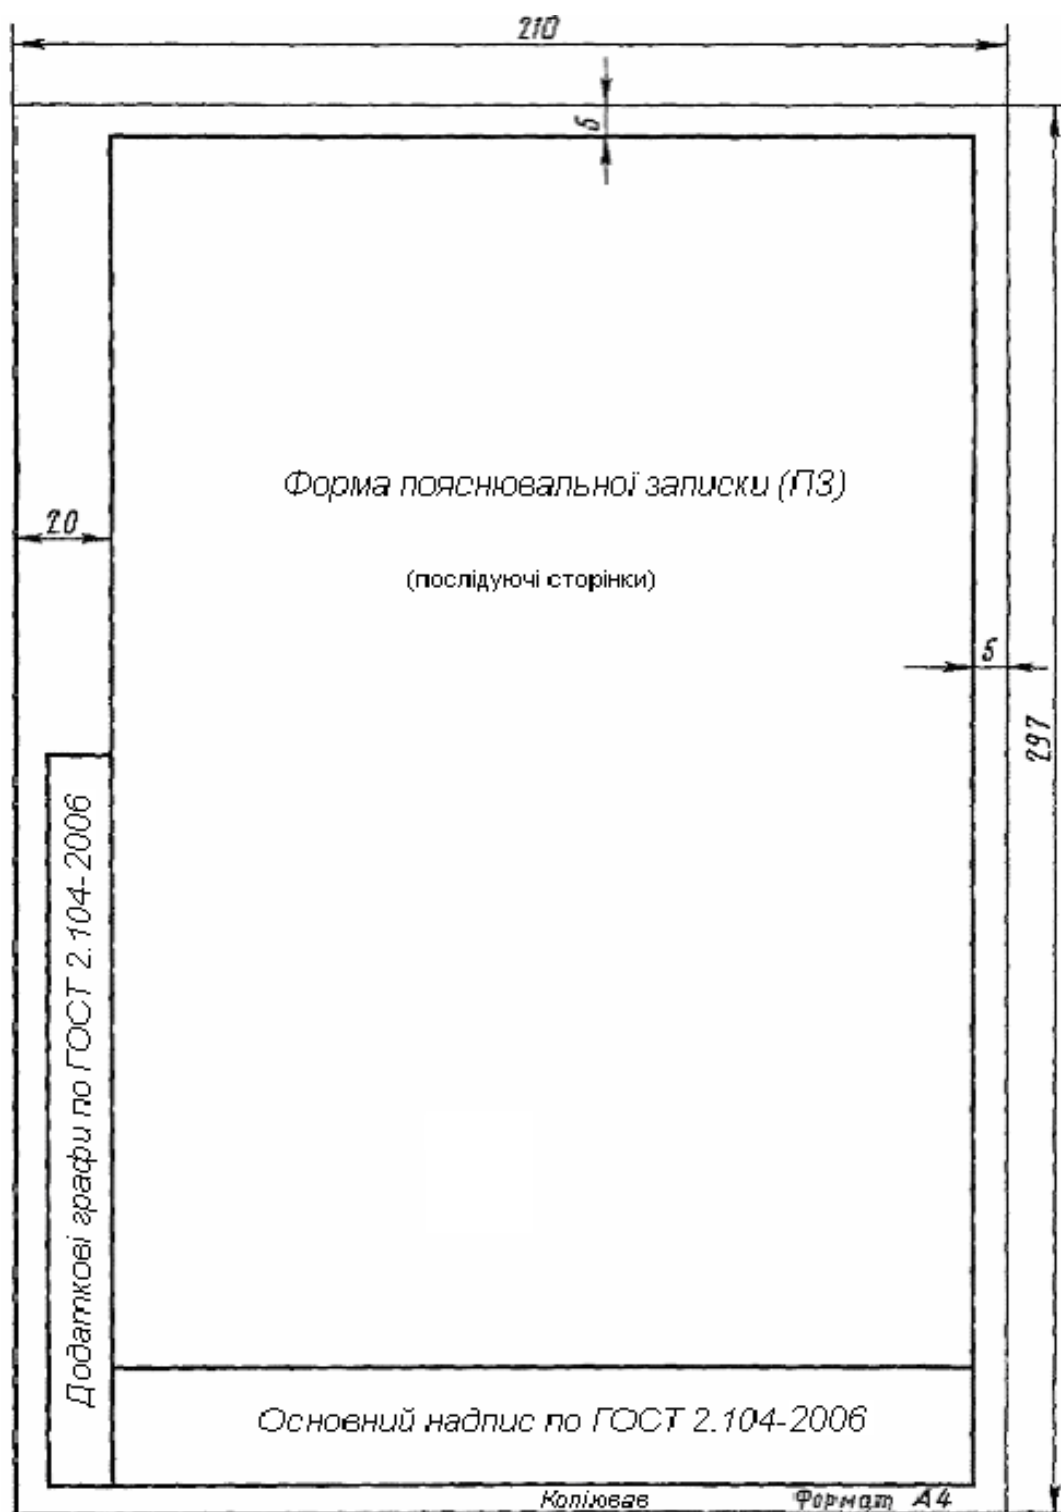 210
5
Форма пояснювальної записки (ПЗ)
20
(послідуючі сторінки)
5
297
Додаткові графи по ГОСТ 2.104-2006
Основний надпис по ГОСТ 2.104-2006
Копіював Формат А4